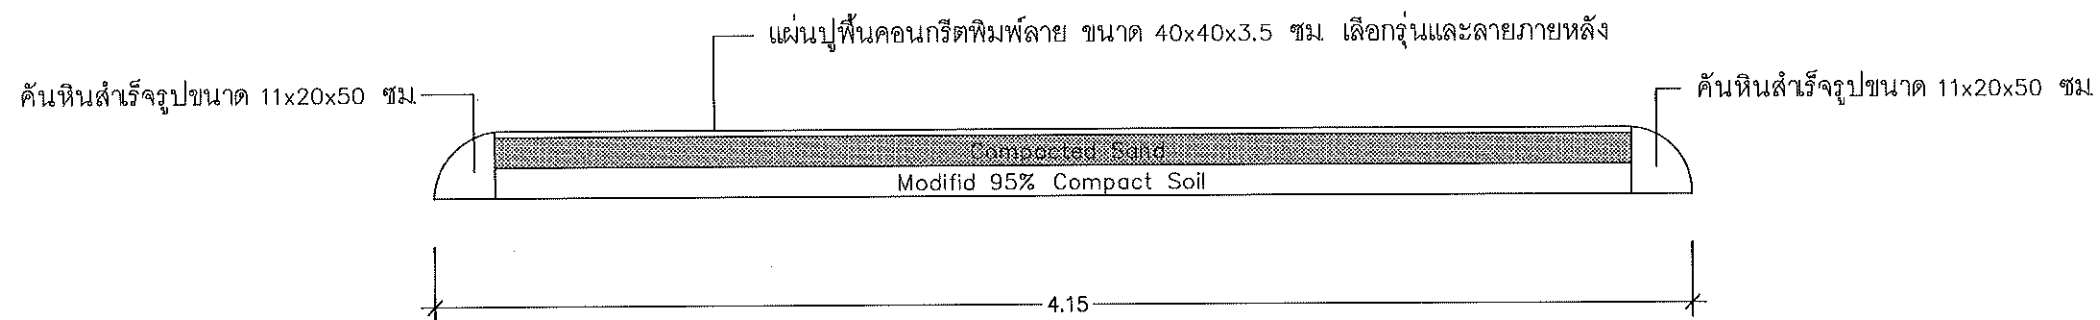 แผ่นปูพื้นคอนกรีตพิมพ์ลาย ขนาด 40x40x3.5 ซม. เลือกรุ่นและลายภายหลัง
คันหินสำเร็จรูปขนาด 11x20x50 ซม.
คันหินสำเร็จรูปขนาด 11x20x50 ซม.
Compacted Sand
Modifid 95% Compact Soil
4.15